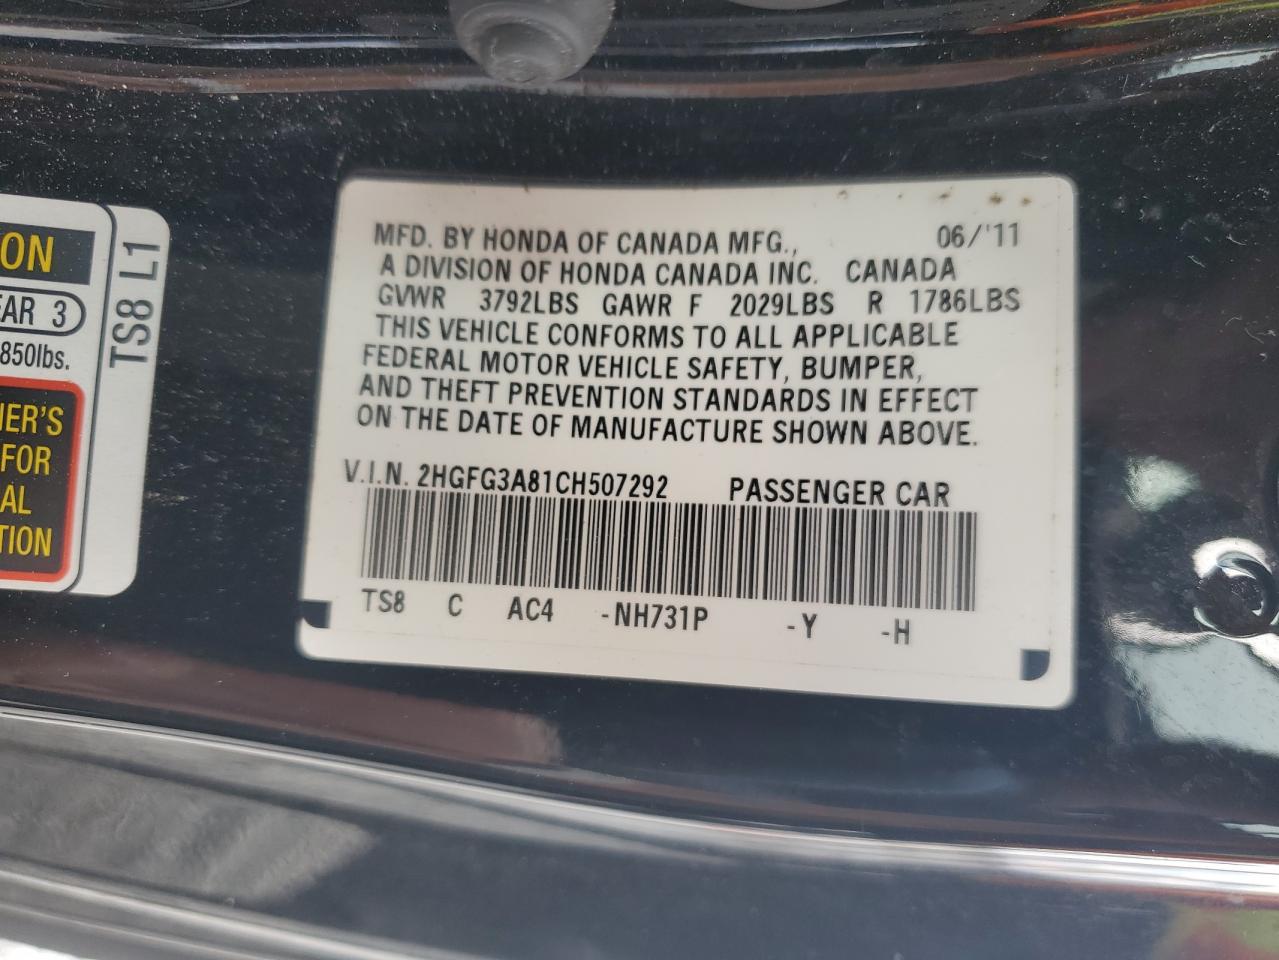 MFD. BY HONDA OF CANADA MFG., 06/'11
A DIVISION OF HONDA CANADA INC. CANADA
GVWR 3792LBS GAWR F 2029LBS R 1786LBS
THIS VEHICLE CONFORMS TO ALL APPLICABLE
FEDERAL MOTOR VEHICLE SAFETY, BUMPER,
AND THEFT PREVENTION STANDARDS IN EFFECT
ON THE DATE OF MANUFACTURE SHOWN ABOVE.
V.I.N. 2HGFG3A81CH507292 PASSENGER CAR
TS8 C AC4 -NH731P -Y -H
ON
EAR 3
850lbs.
NER'S
FOR
AL
TION
TS8 L1